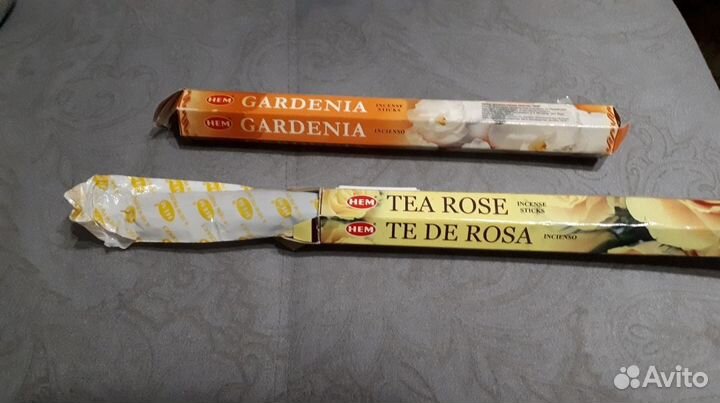 HEM GARDENIA INCENSE STICKS
HEM GARDENIA INCIENSO
HEM TEA ROSE INCENSE STICKS
HEM TE DE ROSA INCIENSO
Avito